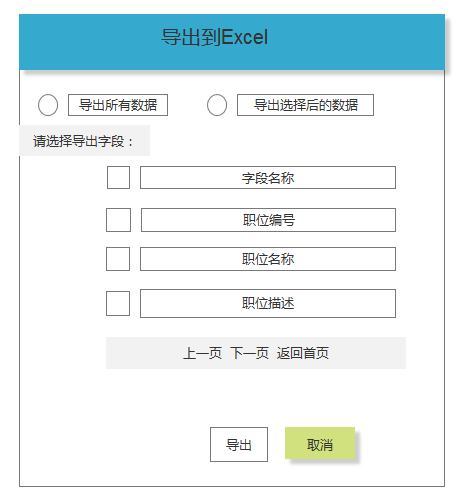 导出到Excel
导出所有数据 导出选择后的数据
请选择导出字段：
字段名称
职位编号
职位名称
职位描述
上一页 下一页 返回首页
导出 取消